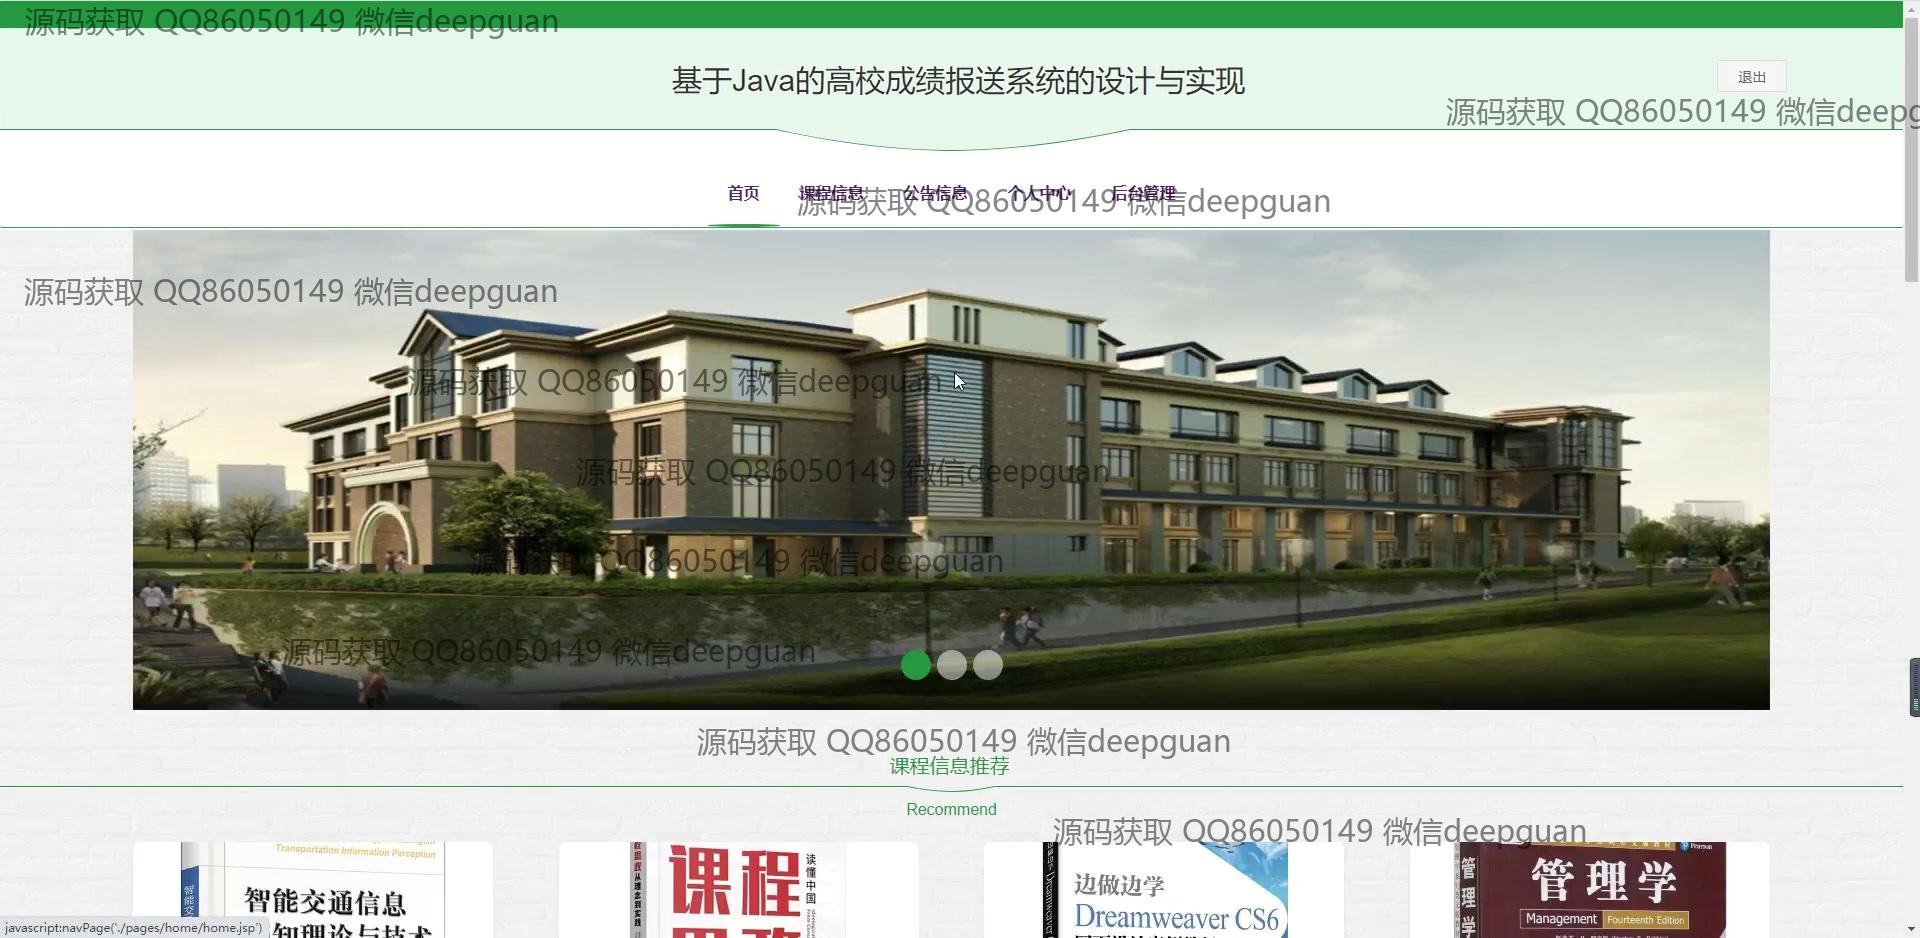 源码获取 QQ86050149 微信deepguan
基于Java的高校成绩报送系统的设计与实现
退出
源码获取 QQ86050149 微信deepg
首页 课程信息 公告信息 个人中心 后台管理
源码获取 QQ86050149 微信deepguan
源码获取 QQ86050149 微信deepguan
源码获取 QQ86050149 微信deepguan
源码获取 QQ86050149 微信deepguan
源码获取 QQ86050149 微信deepguan
源码获取 QQ86050149 微信deepguan
源码获取 QQ86050149 微信deepguan
课程信息推荐
Recommend
源码获取 QQ86050149 微信deepguan
Transportation Information Perception
智能交通信息
智能交
课程
读懂中国
边做边学
Dreamweaver CS6
Pearson
管理学
管理学
Management Fourteenth Edition
javascript:navPage('./pages/home/home.jsp')